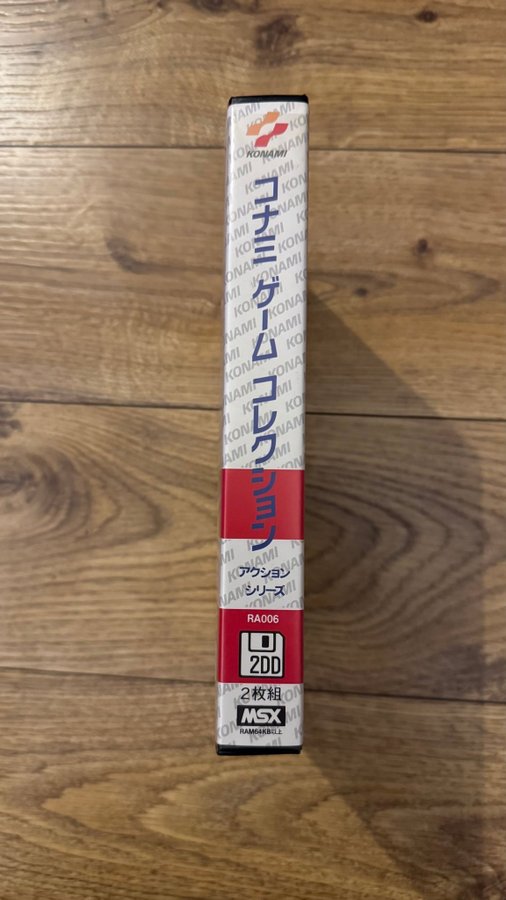 KONAMI
コナミ ゲーム コレクション
アクション
シリーズ
RA006
2DD
2枚組
MSX
RAM64KB以上